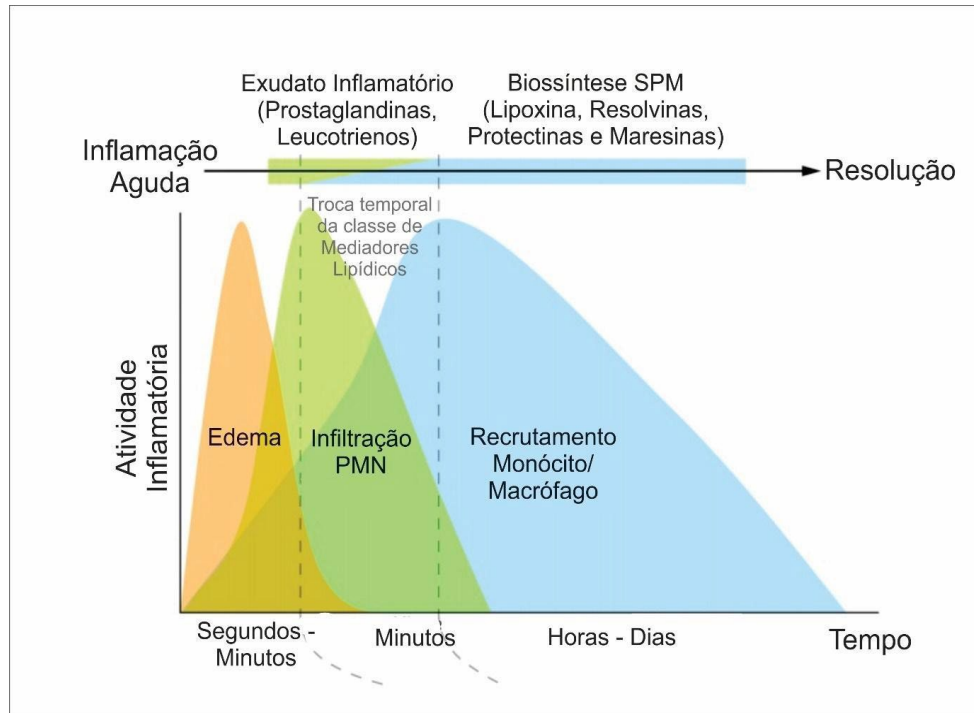 Exudato Inflamatório
(Prostaglandinas,
Leucotrienos)
Biossíntese SPM
(Lipoxina, Resolvinas,
Protectinas e Maresinas)
Inflamação
Aguda
Resolução
Troca temporal
da classe de
Mediadores
Lipídicos
Atividade
Inflamatória
Edema
Infiltração
PMN
Recrutamento
Monócito/
Macrófago
Segundos -
Minutos
Minutos
Horas - Dias
Tempo